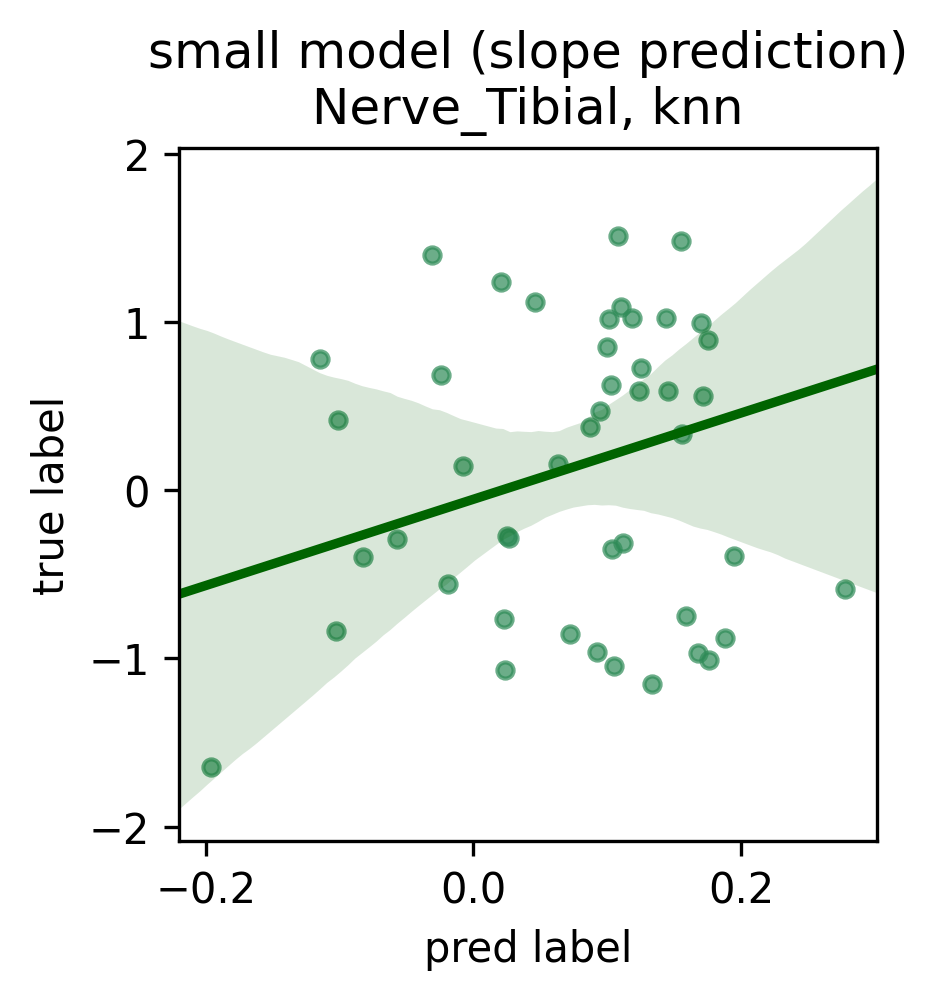 small model (slope prediction)
Nerve_Tibial, knn
2
1
0
−1
−2
true label
−0.2
0.0
0.2
pred label